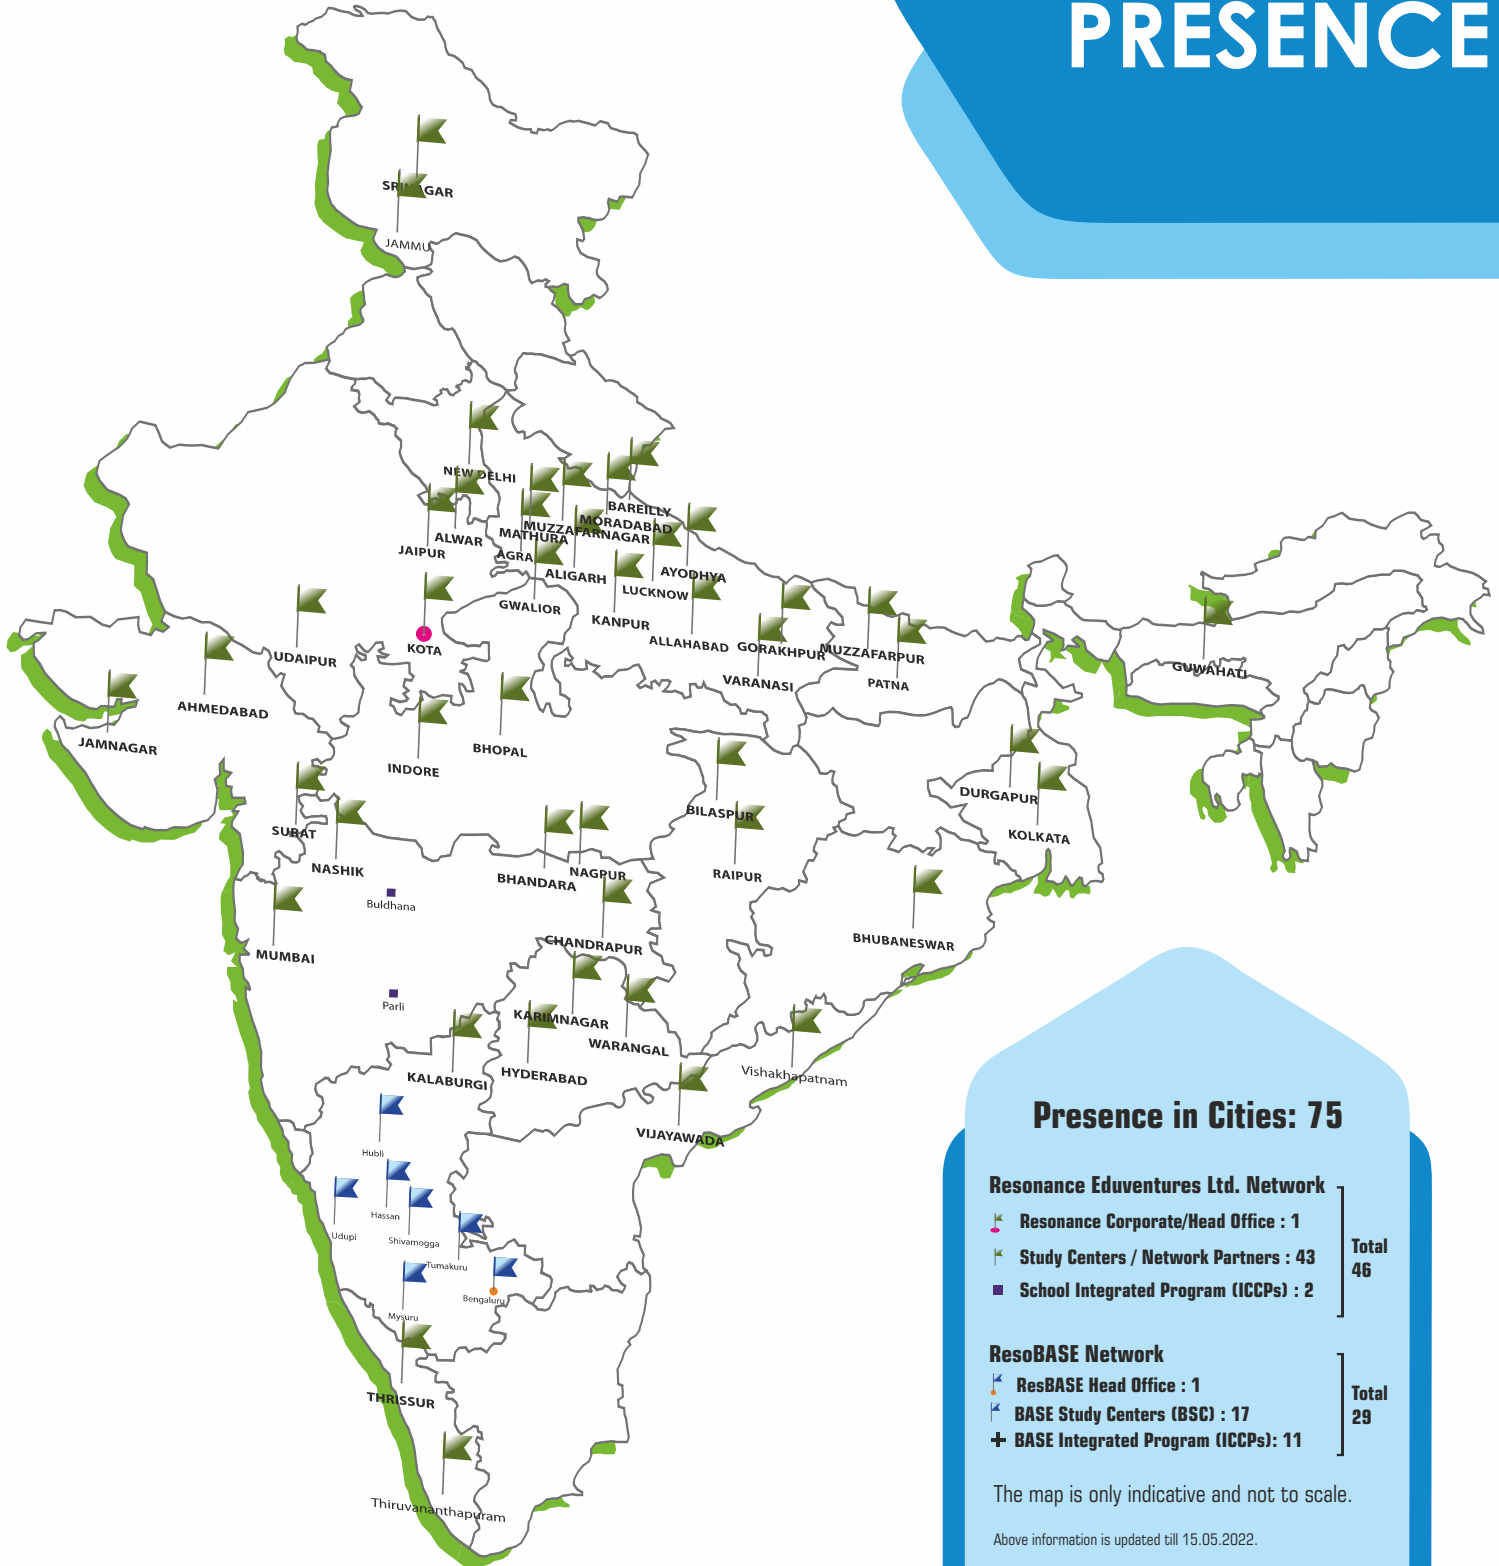 PRESENCE
SRINAGAR
JAMMU
NEW DELHI
BAREILLY
MORADABAD
MUZZAFARNAGAR
MATHURA
ALWAR
JAIPUR
AGRA
ALIGARH
AYODHYA
LUCKNOW
GWALIOR
KANPUR
ALLAHABAD
GORAKHPUR
MUZZAFARPUR
KOTA
UDAIPUR
VARANASI
PATNA
GUWAHATI
AHMEDABAD
JAMNAGAR
BHOPAL
INDORE
DURGAPUR
BILASPUR
KOLKATA
SURAT
NASHIK
BHANDARA
NAGPUR
RAIPUR
Buldhana
BHUBANESWAR
CHANDRAPUR
MUMBAI
Parli
KARIMNAGAR
WARANGAL
KALABURGI
HYDERABAD
Vishakhapatnam
VIJAYAWADA
Hubli
Hassan
Udupi
Shivamogga
Tumakuru
Bengaluru
Mysuru
THRISSUR
Thiruvananthapuram
Presence in Cities: 75
Resonance Eduventures Ltd. Network
Resonance Corporate/Head Office : 1
Study Centers / Network Partners : 43
School Integrated Program (ICCPs) : 2
Total
46
ResoBASE Network
ResBASE Head Office : 1
BASE Study Centers (BSC) : 17
BASE Integrated Program (ICCPs): 11
Total
29
The map is only indicative and not to scale.
Above information is updated till 15.05.2022.